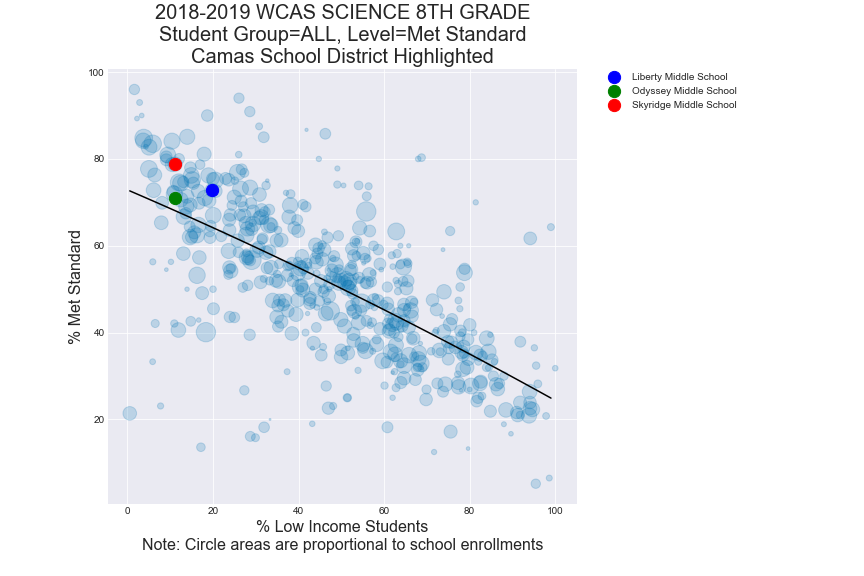 2018-2019 WCAS SCIENCE 8TH GRADE
Student Group=ALL, Level=Met Standard
Camas School District Highlighted
Liberty Middle School
Odyssey Middle School
Skyridge Middle School
100
80
60
40
20
% Met Standard
0 20 40 60 80 100
% Low Income Students
Note: Circle areas are proportional to school enrollments